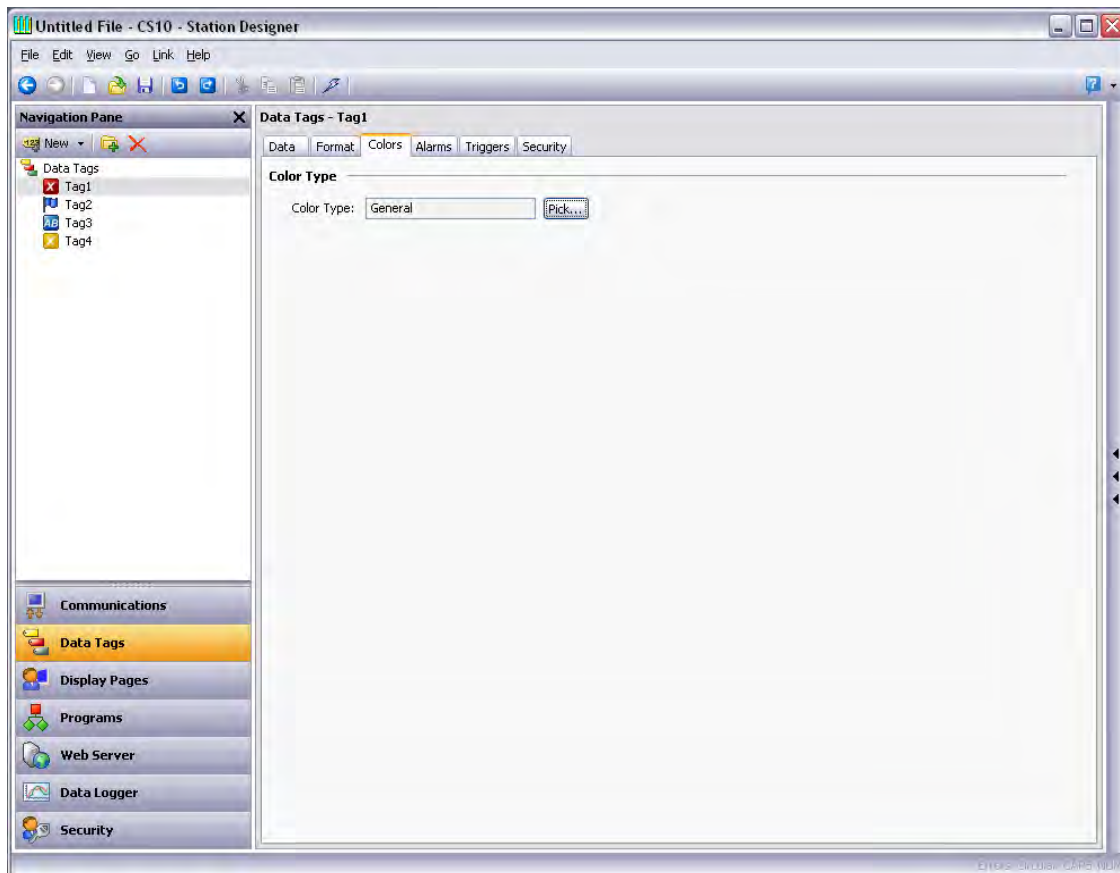 Untitled File - CS10 - Station Designer
File Edit View Go Link Help
Navigation Pane
New
Data Tags
Tag1
Tag2
Tag3
Tag4
Communications
Data Tags
Display Pages
Programs
Web Server
Data Logger
Security
Data Tags - Tag1
Data Format Colors Alarms Triggers Security
Color Type
Color Type: General Pick...